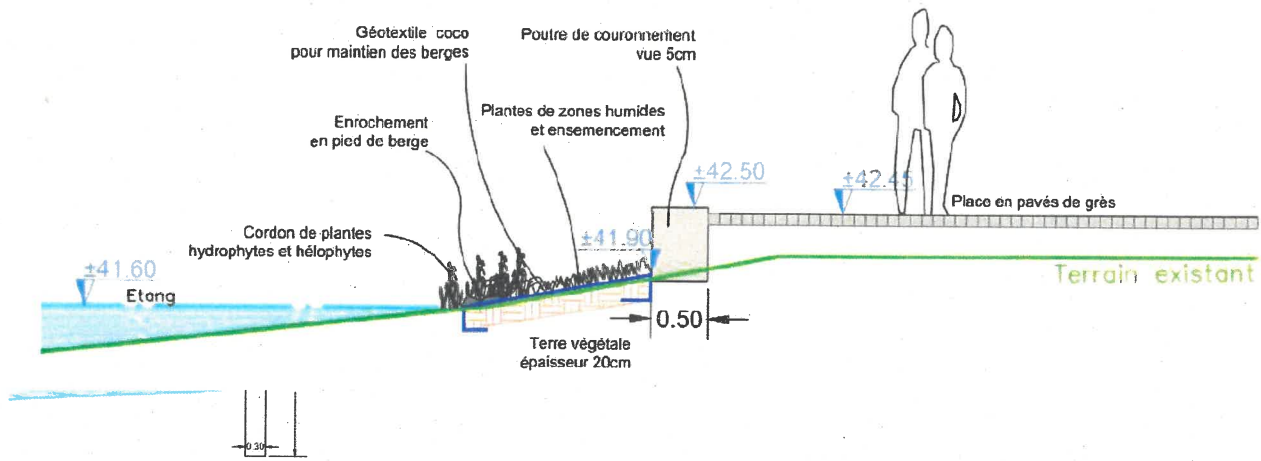 Géotextile coco
pour maintien des berges
Poutre de couronnement
vue 5cm
Plantes de zones humides
et ensemencement
Enrochement
en pied de berge
±42.50
±42.45
Place en pavés de grès
Cordon de plantes
hydrophytes et hélophytes
±41.90
±41.60
Etang
Terrain existant
0.50
Terre végétale
épaisseur 20cm
0.30